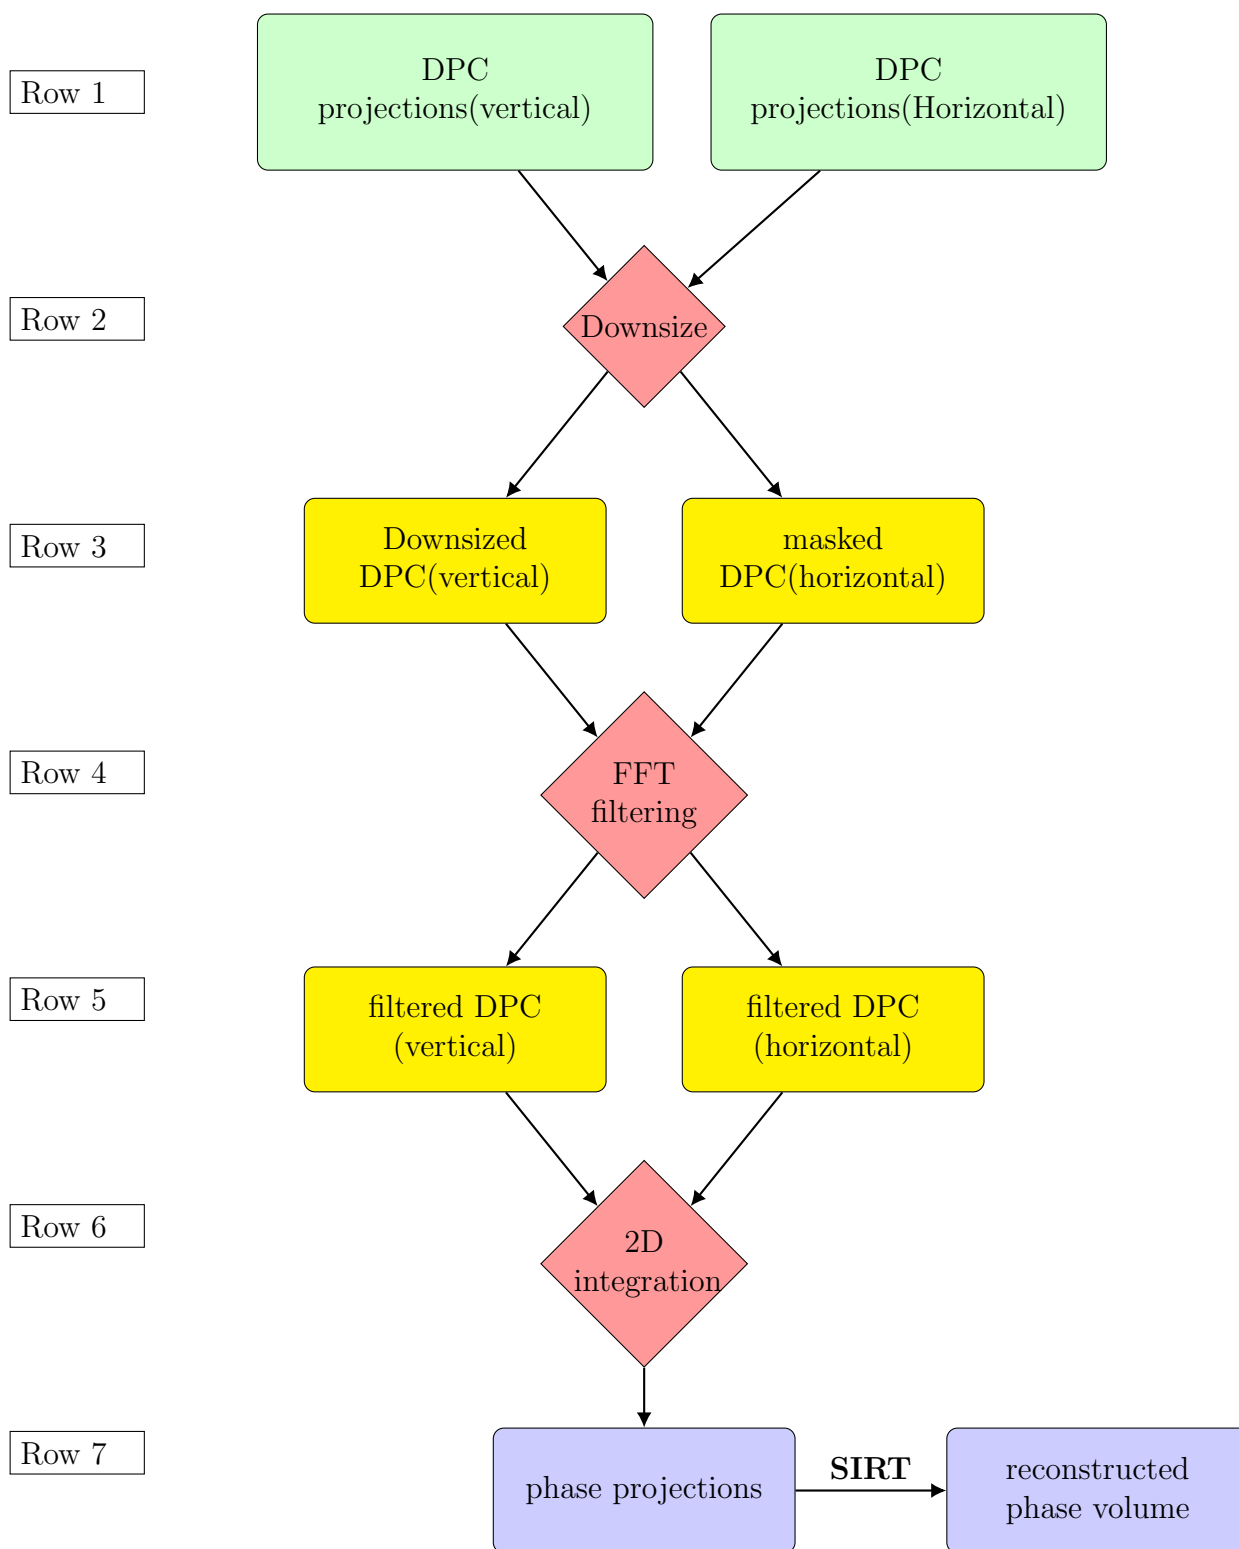 Row 1
DPC
projections(vertical)
DPC
projections(Horizontal)
Row 2
Downsize
Row 3
Downsized
DPC(vertical)
masked
DPC(horizontal)
Row 4
FFT
filtering
Row 5
filtered DPC
(vertical)
filtered DPC
(horizontal)
Row 6
2D
integration
Row 7
phase projections
SIRT
reconstructed
phase volume